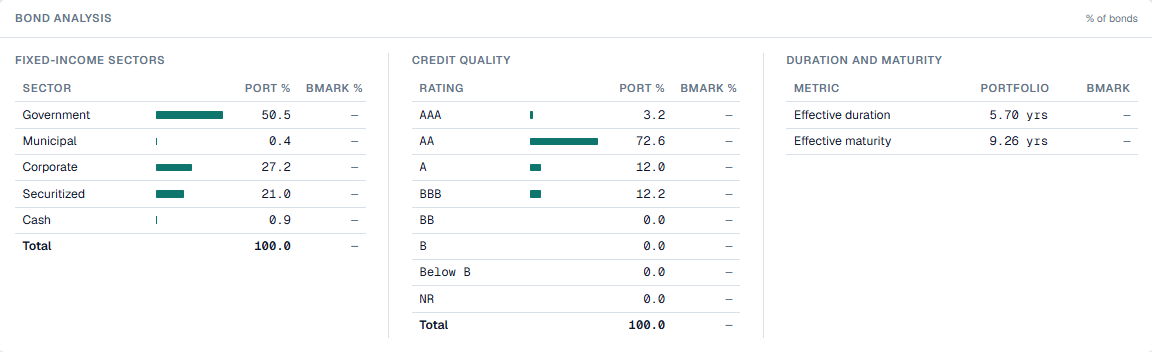 BOND ANALYSIS % of bonds
FIXED-INCOME SECTORS
SECTOR PORT % BMARK %
Government 50.5 —
Municipal 0.4 —
Corporate 27.2 —
Securitized 21.0 —
Cash 0.9 —
Total 100.0 —
CREDIT QUALITY
RATING PORT % BMARK %
AAA 3.2 —
AA 72.6 —
A 12.0 —
BBB 12.2 —
BB 0.0 —
B 0.0 —
Below B 0.0 —
NR 0.0 —
Total 100.0 —
DURATION AND MATURITY
METRIC PORTFOLIO BMARK
Effective duration 5.70 yrs —
Effective maturity 9.26 yrs —